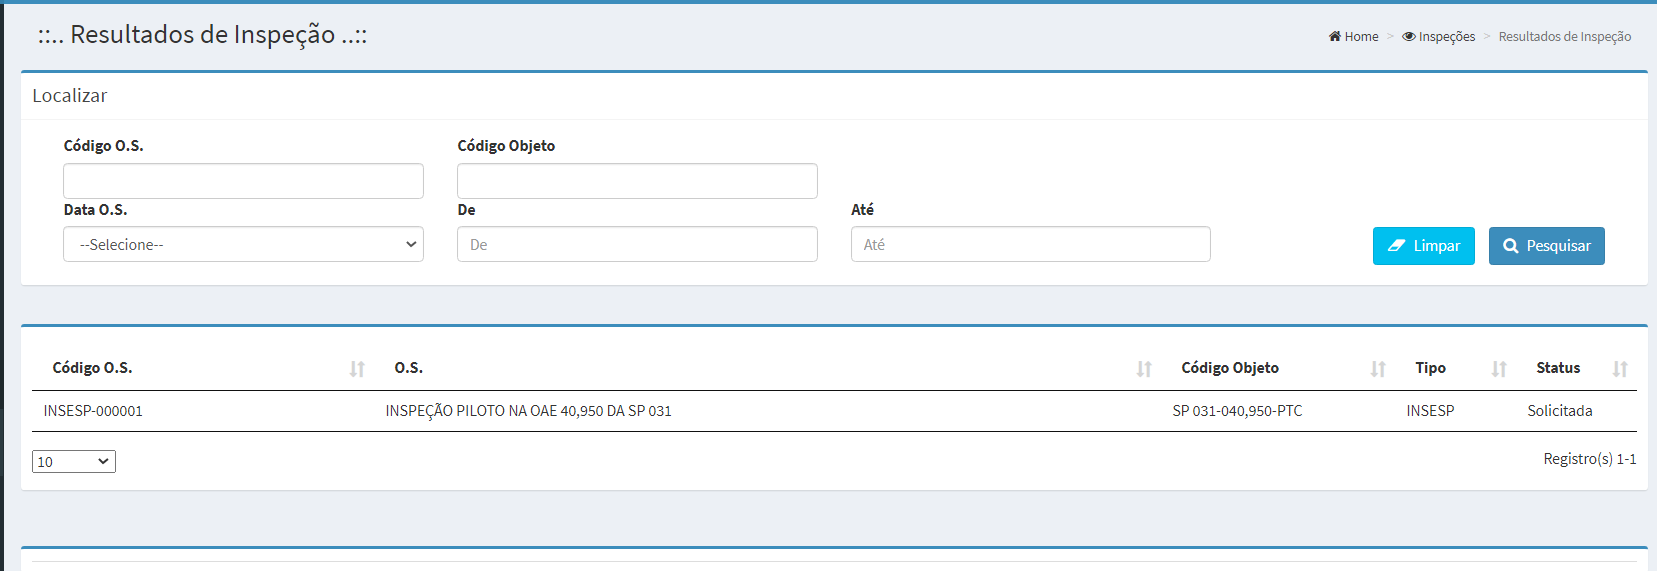 ::.. Resultados de Inspeção ..::
Home > Inspeções > Resultados de Inspeção
Localizar
Código O.S. Código Objeto
Data O.S. De Até
--Selecione-- De Até Limpar Pesquisar
Código O.S. O.S. Código Objeto Tipo Status
INSESP-000001 INSPEÇÃO PILOTO NA OAE 40,950 DA SP 031 SP 031-040,950-PTC INSESP Solicitada
10 Registro(s) 1-1